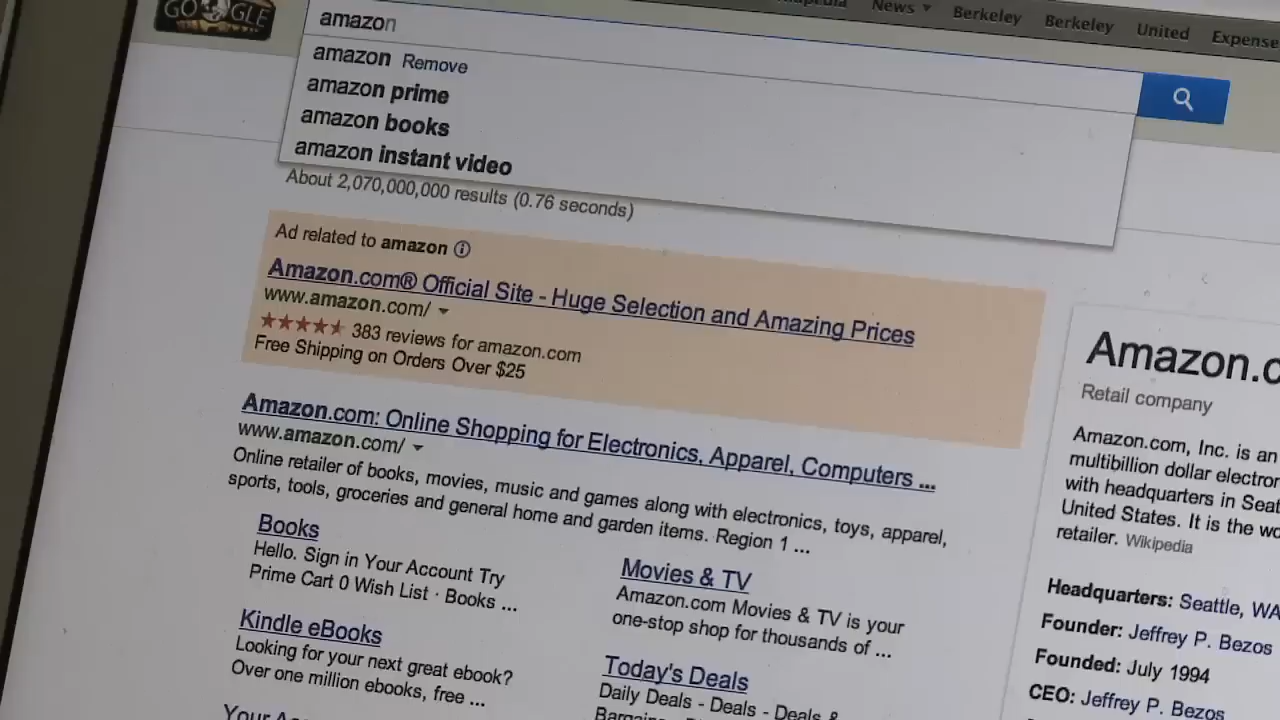 GOOGLE
News Berkeley Berkeley United Expense
amazon
amazon Remove
amazon prime
amazon books
amazon instant video
About 2,070,000,000 results (0.76 seconds)
Ad related to amazon
Amazon.com® Official Site - Huge Selection and Amazing Prices
www.amazon.com/
383 reviews for amazon.com
Free Shipping on Orders Over $25
Amazon.com: Online Shopping for Electronics, Apparel, Computers ...
www.amazon.com/
Online retailer of books, movies, music and games along with electronics, toys, apparel,
sports, tools, groceries and general home and garden items. Region 1 ...
Books
Hello. Sign in Your Account Try
Prime Cart 0 Wish List · Books ...
Kindle eBooks
Looking for your next great ebook?
Over one million ebooks, free ...
Movies & TV
Amazon.com Movies & TV is your
one-stop shop for thousands of ...
Today's Deals
Daily Deals - Deals - Deals &
Amazon.c
Retail company
Amazon.com, Inc. is an
multibillion dollar electron
with headquarters in Seat
United States. It is the wo
retailer. Wikipedia
Headquarters: Seattle, WA
Founder: Jeffrey P. Bezos
Founded: July 1994
CEO: Jeffrey P. Bezos